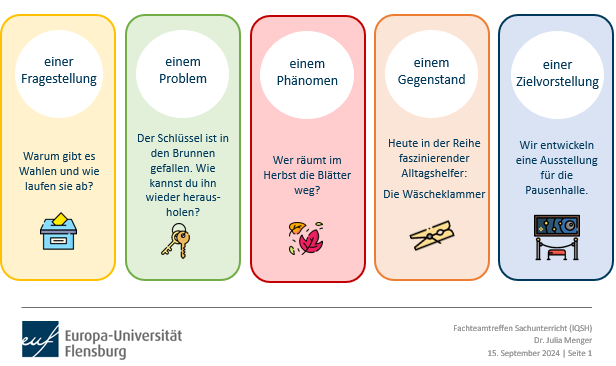 einer
Fragestellung
Warum gibt es
Wahlen und wie
laufen sie ab?
einem
Problem
Der Schlüssel ist in
den Brunnen
gefallen. Wie
kannst du ihn
wieder heraus-
holen?
einem
Phänomen
Wer räumt im
Herbst die Blätter
weg?
einem
Gegenstand
Heute in der Reihe
faszinierender
Alltagshelfer:
Die Wäscheklammer
einer
Zielvorstellung
Wir entwickeln
eine Ausstellung
für die
Pausenhalle.
euf
Europa-Universität
Flensburg
Fachteamtreffen Sachunterricht (IQSH)
Dr. Julia Menger
15. September 2024 | Seite 1